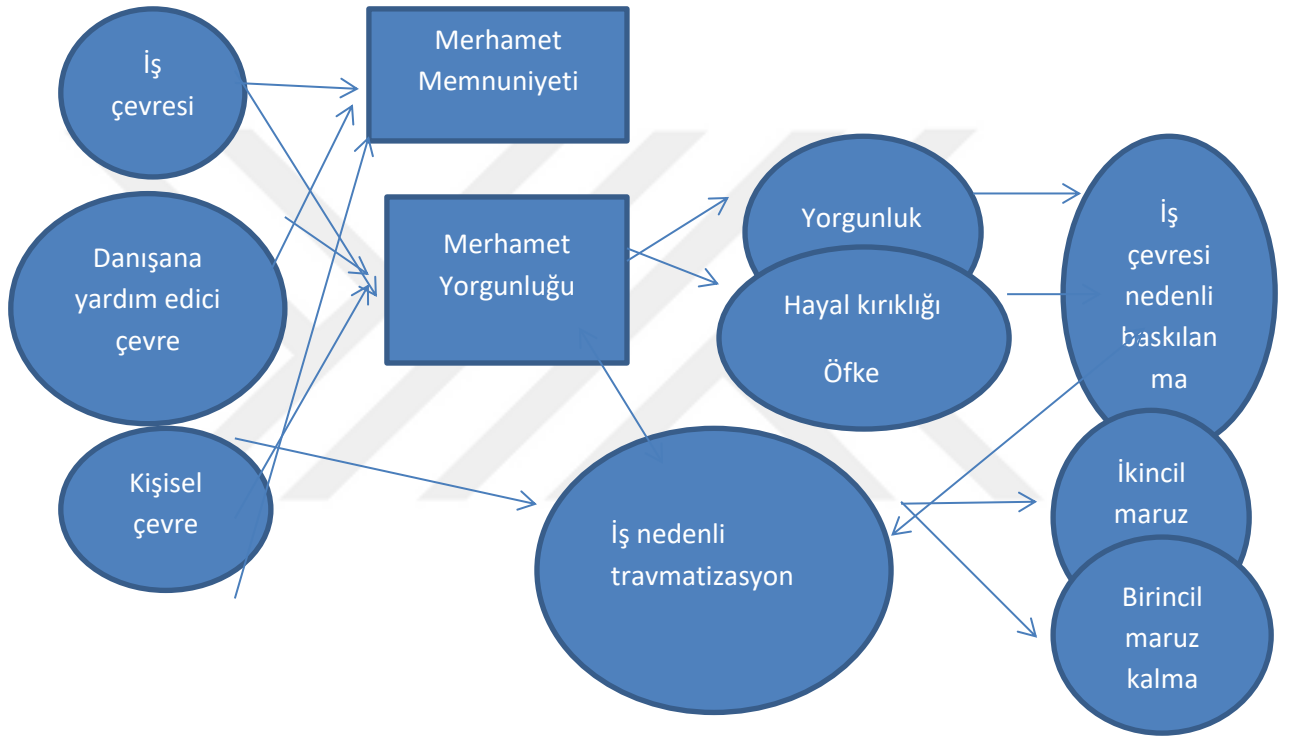 İş
çevresi
Merhamet
Memnuniyeti
Danışana
yardım edici
çevre
Merhamet
Yorgunluğu
Yorgunluk
Hayal kırıklığı
Öfke
İş
çevresi
nedenli
baskılan
ma
Kişisel
çevre
İş nedenli
travmatizasyon
İkincil
maruz
Birincil
maruz
kalma